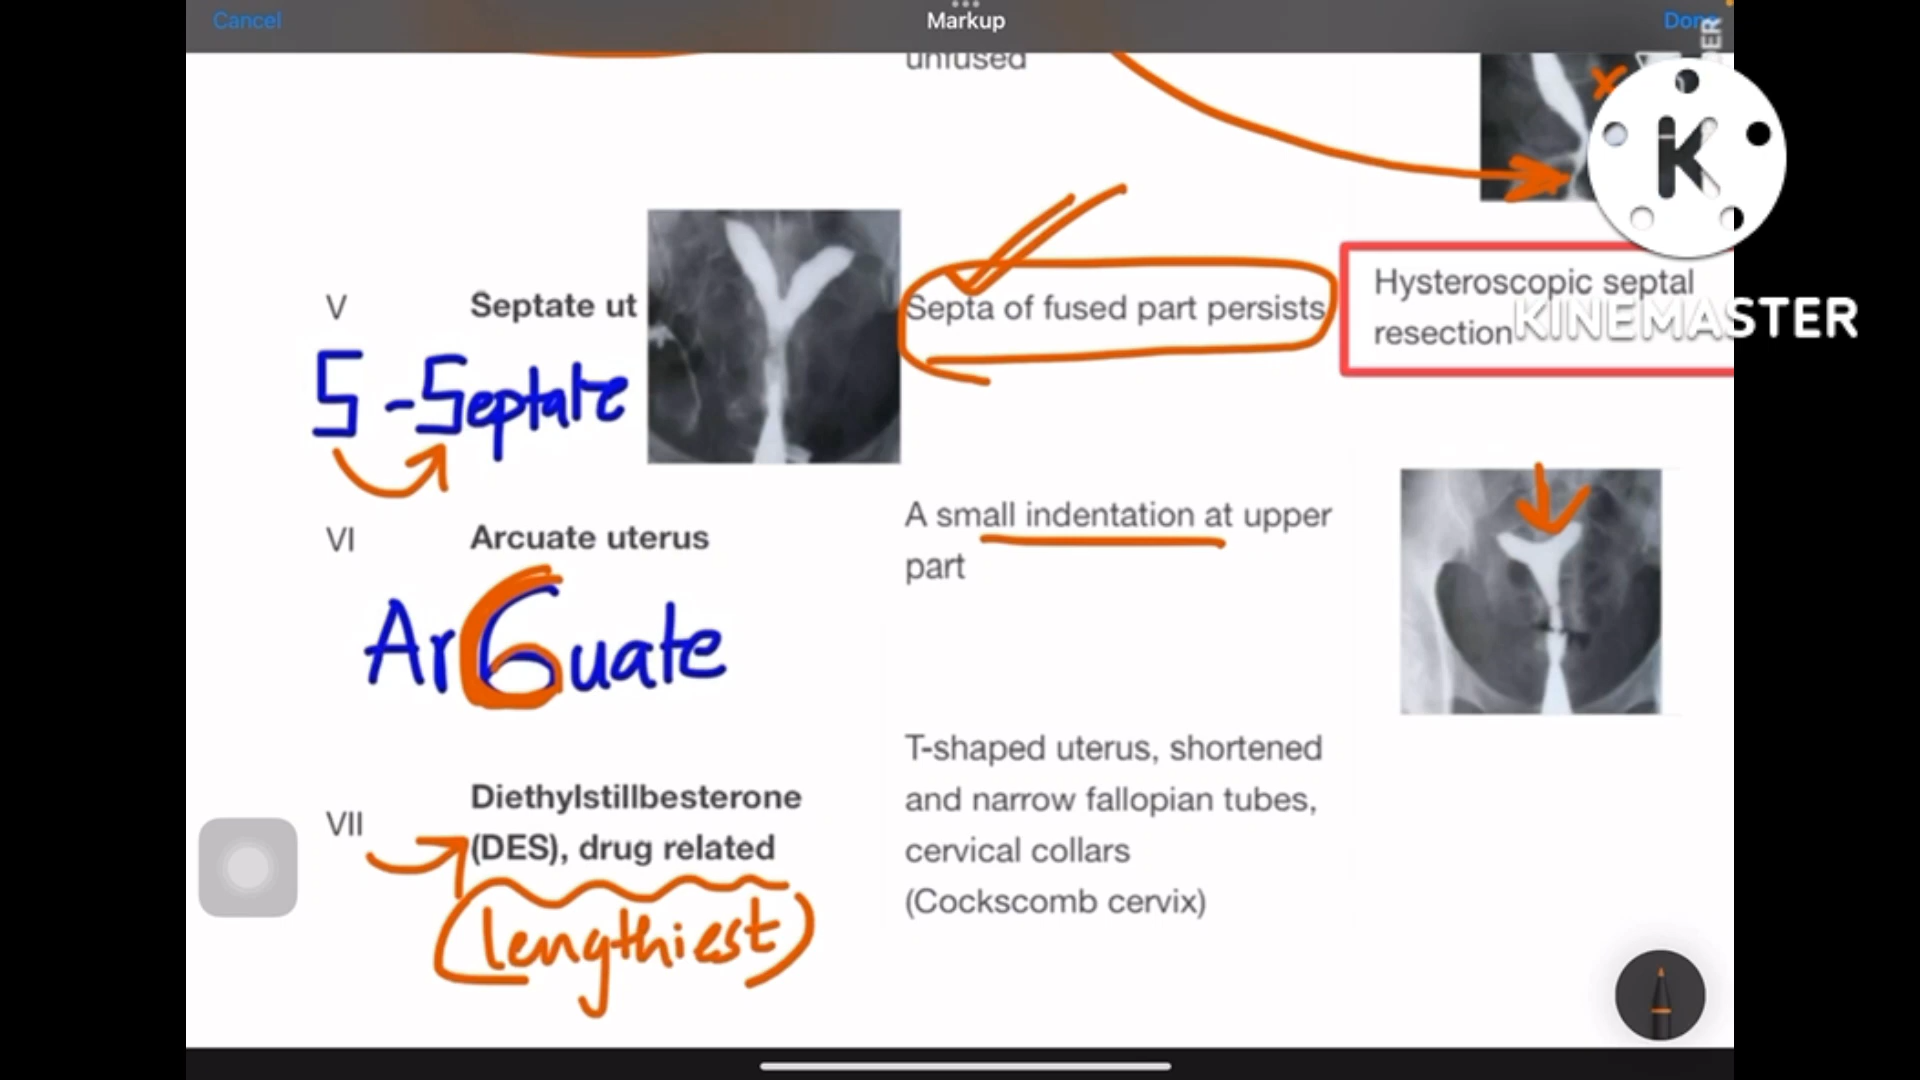 Cancel
Markup
Done
unfused
DER
X
K
KINEMASTER
V
Septate ut
Septa of fused part persists
Hysteroscopic septal
resection
5 - Septate
VI
Arcuate uterus
A small indentation at upper
part
Ar6uate
VII
Diethylstillbesterone
(DES), drug related
T-shaped uterus, shortened
and narrow fallopian tubes,
cervical collars
(Cockscomb cervix)
(lengthiest)